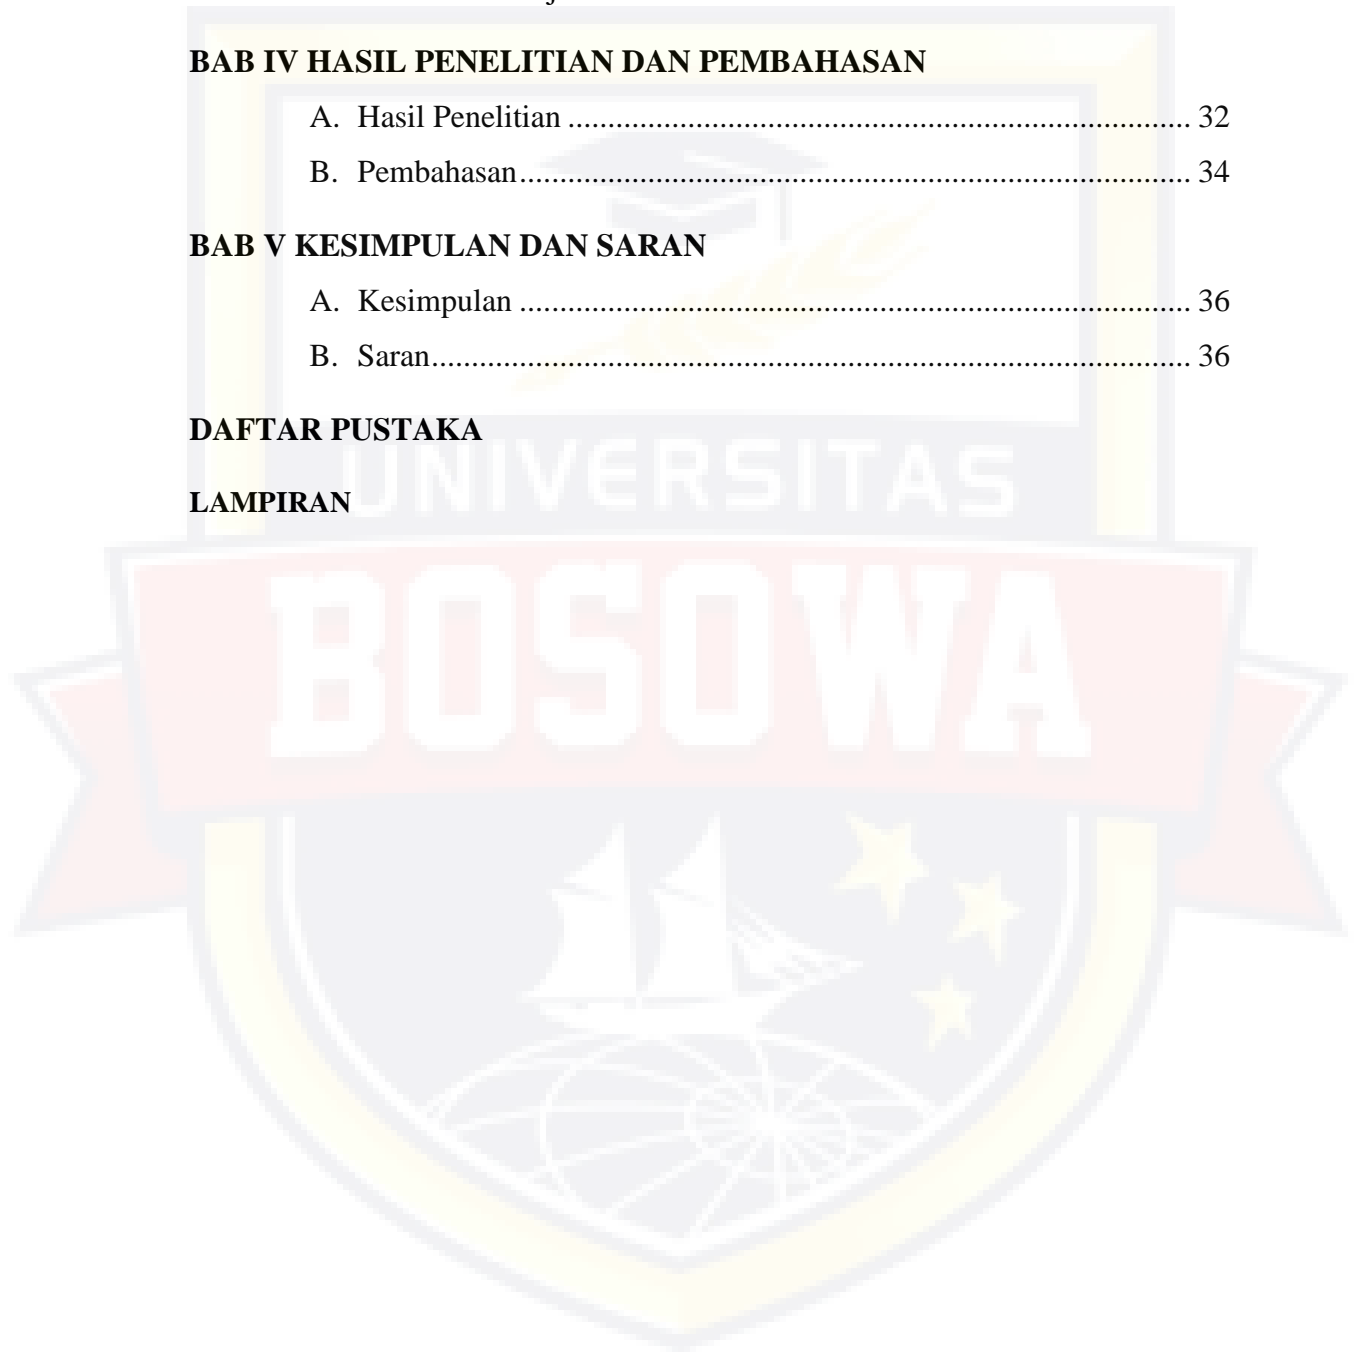 BAB IV HASIL PENELITIAN DAN PEMBAHASAN
A. Hasil Penelitian ............................................................................... 32
B. Pembahasan..................................................................................... 34
BAB V KESIMPULAN DAN SARAN
A. Kesimpulan ..................................................................................... 36
B. Saran................................................................................................ 36
DAFTAR PUSTAKA
UNIVERSITAS
LAMPIRAN
BOSOWA